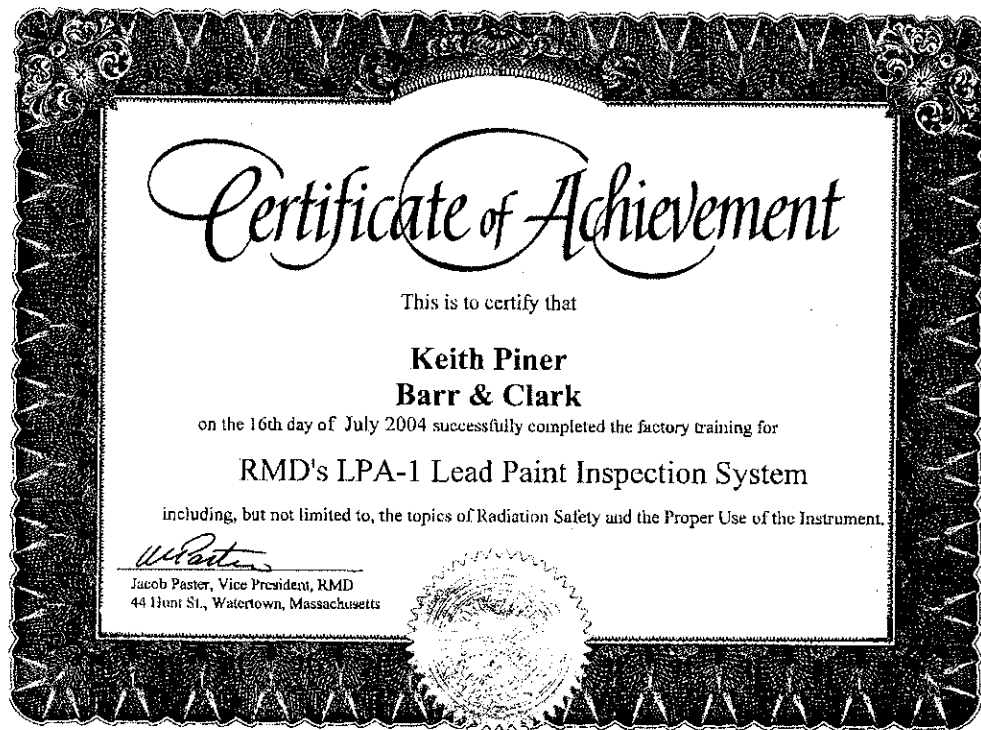 Certificate of Achievement
This is to certify that
Keith Piner
Barr & Clark
on the 16th day of July 2004 successfully completed the factory training for
RMD's LPA-1 Lead Paint Inspection System
including, but not limited to, the topics of Radiation Safety and the Proper Use of the Instrument.
Jacob Paster, Vice President, RMD
44 Hunt St., Watertown, Massachusetts